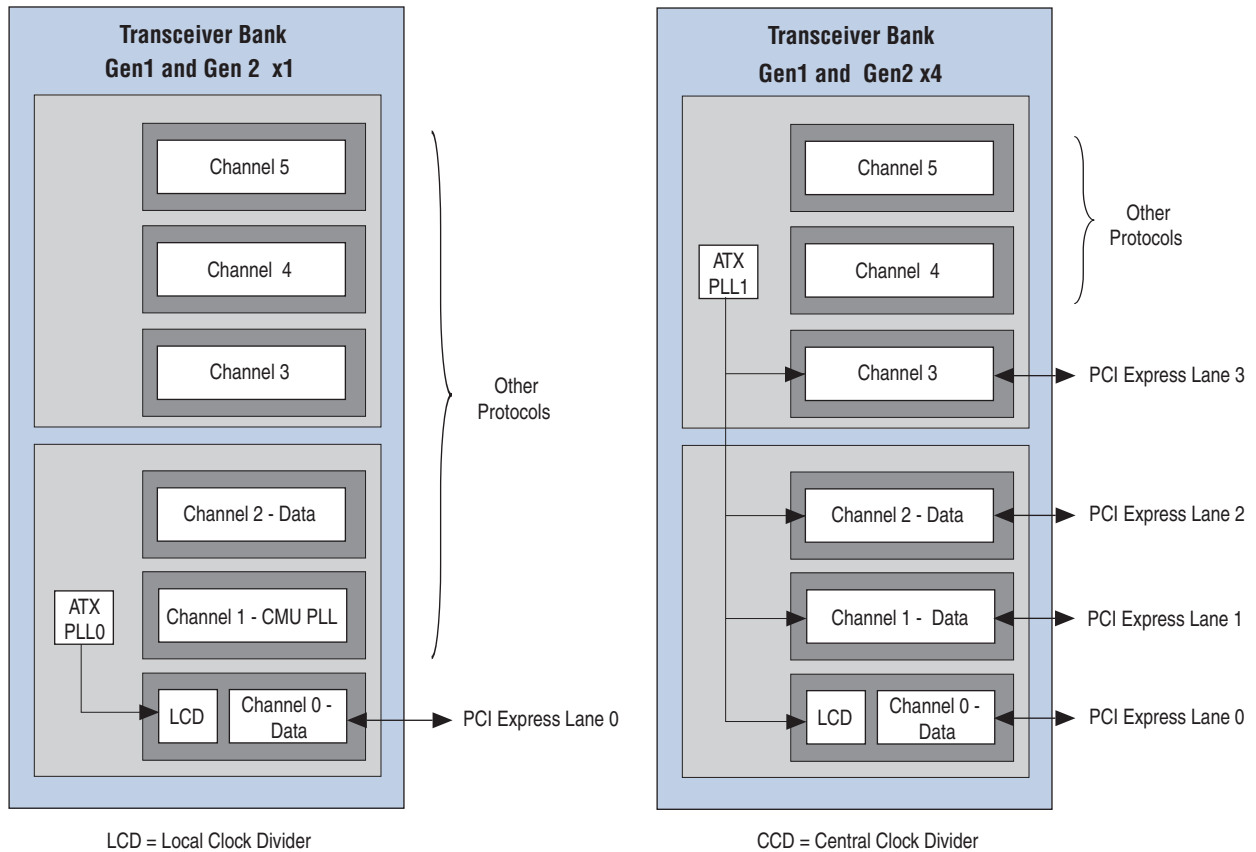 Transceiver Bank
Gen1 and Gen 2 x1
Channel 5
Channel 4
Channel 3
Other
Protocols
Channel 2 - Data
ATX
PLL0
Channel 1 - CMU PLL
LCD
Channel 0 -
Data
PCI Express Lane 0
LCD = Local Clock Divider
Transceiver Bank
Gen1 and Gen2 x4
Channel 5
Other
Protocols
ATX
PLL1
Channel 4
Channel 3
PCI Express Lane 3
Channel 2 - Data
PCI Express Lane 2
Channel 1 - Data
PCI Express Lane 1
LCD
Channel 0 -
Data
PCI Express Lane 0
CCD = Central Clock Divider